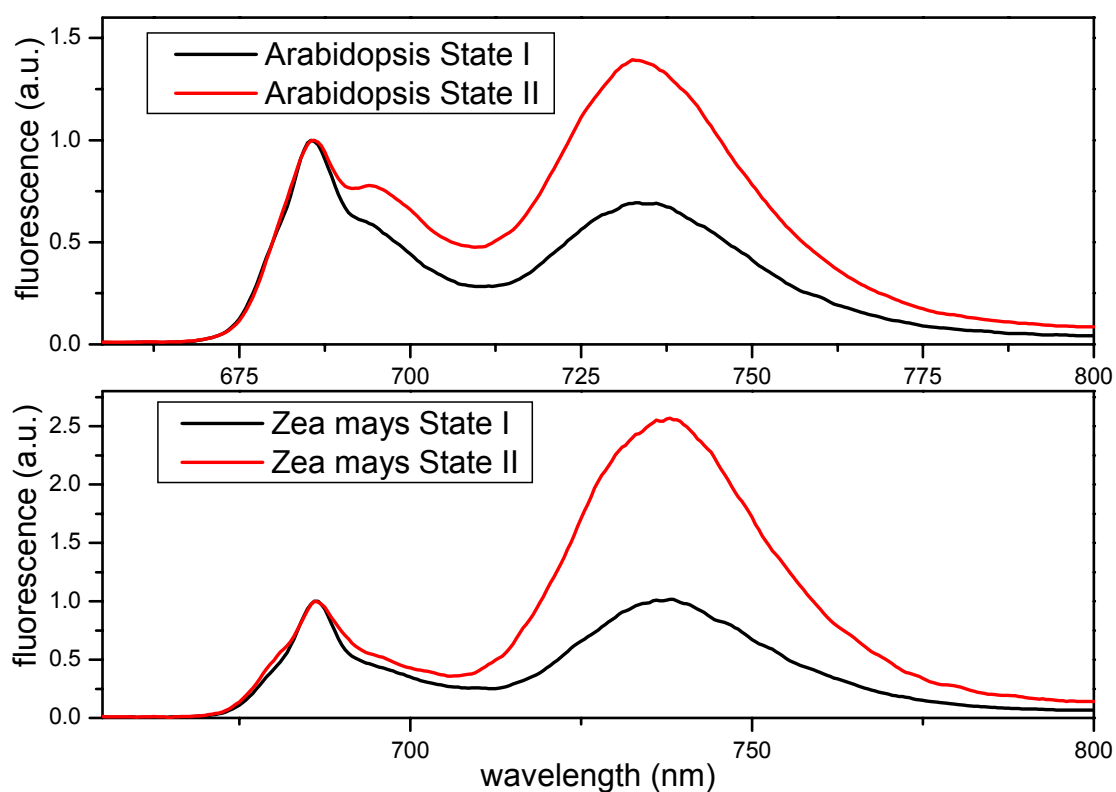 fluorescence (a.u.)
1.5
1.0
0.5
0.0
Arabidopsis State I
Arabidopsis State II
675 700 725 750 775 800
fluorescence (a.u.)
2.5
2.0
1.5
1.0
0.5
0.0
Zea mays State I
Zea mays State II
700 750 800
wavelength (nm)